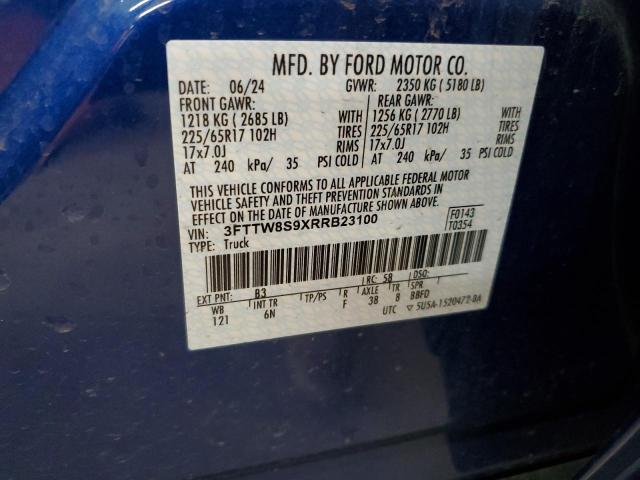 MFD. BY FORD MOTOR CO.
DATE: 06/24 GVWR: 2350 KG ( 5180 LB)
FRONT GAWR: REAR GAWR:
1218 KG ( 2685 LB) WITH 1256 KG ( 2770 LB) WITH
225/65R17 102H TIRES 225/65R17 102H TIRES
17x7.0J RIMS 17x7.0J RIMS
AT 240 kPa/ 35 PSI COLD AT 240 kPa/ 35 PSI COLD
THIS VEHICLE CONFORMS TO ALL APPLICABLE FEDERAL MOTOR
VEHICLE SAFETY AND THEFT PREVENTION STANDARDS IN
EFFECT ON THE DATE OF MANUFACTURE SHOWN ABOVE.
VIN: 3FTTW8S9XRRB23100 F0143
TYPE: Truck T0354
EXT PNT: B3 RC: 58 DSO:
WB INT TR TP/PS R AXLE TR SPR
121 6N F 38 8 BBFD
UTC ▽ 5U5A-1520472-BA